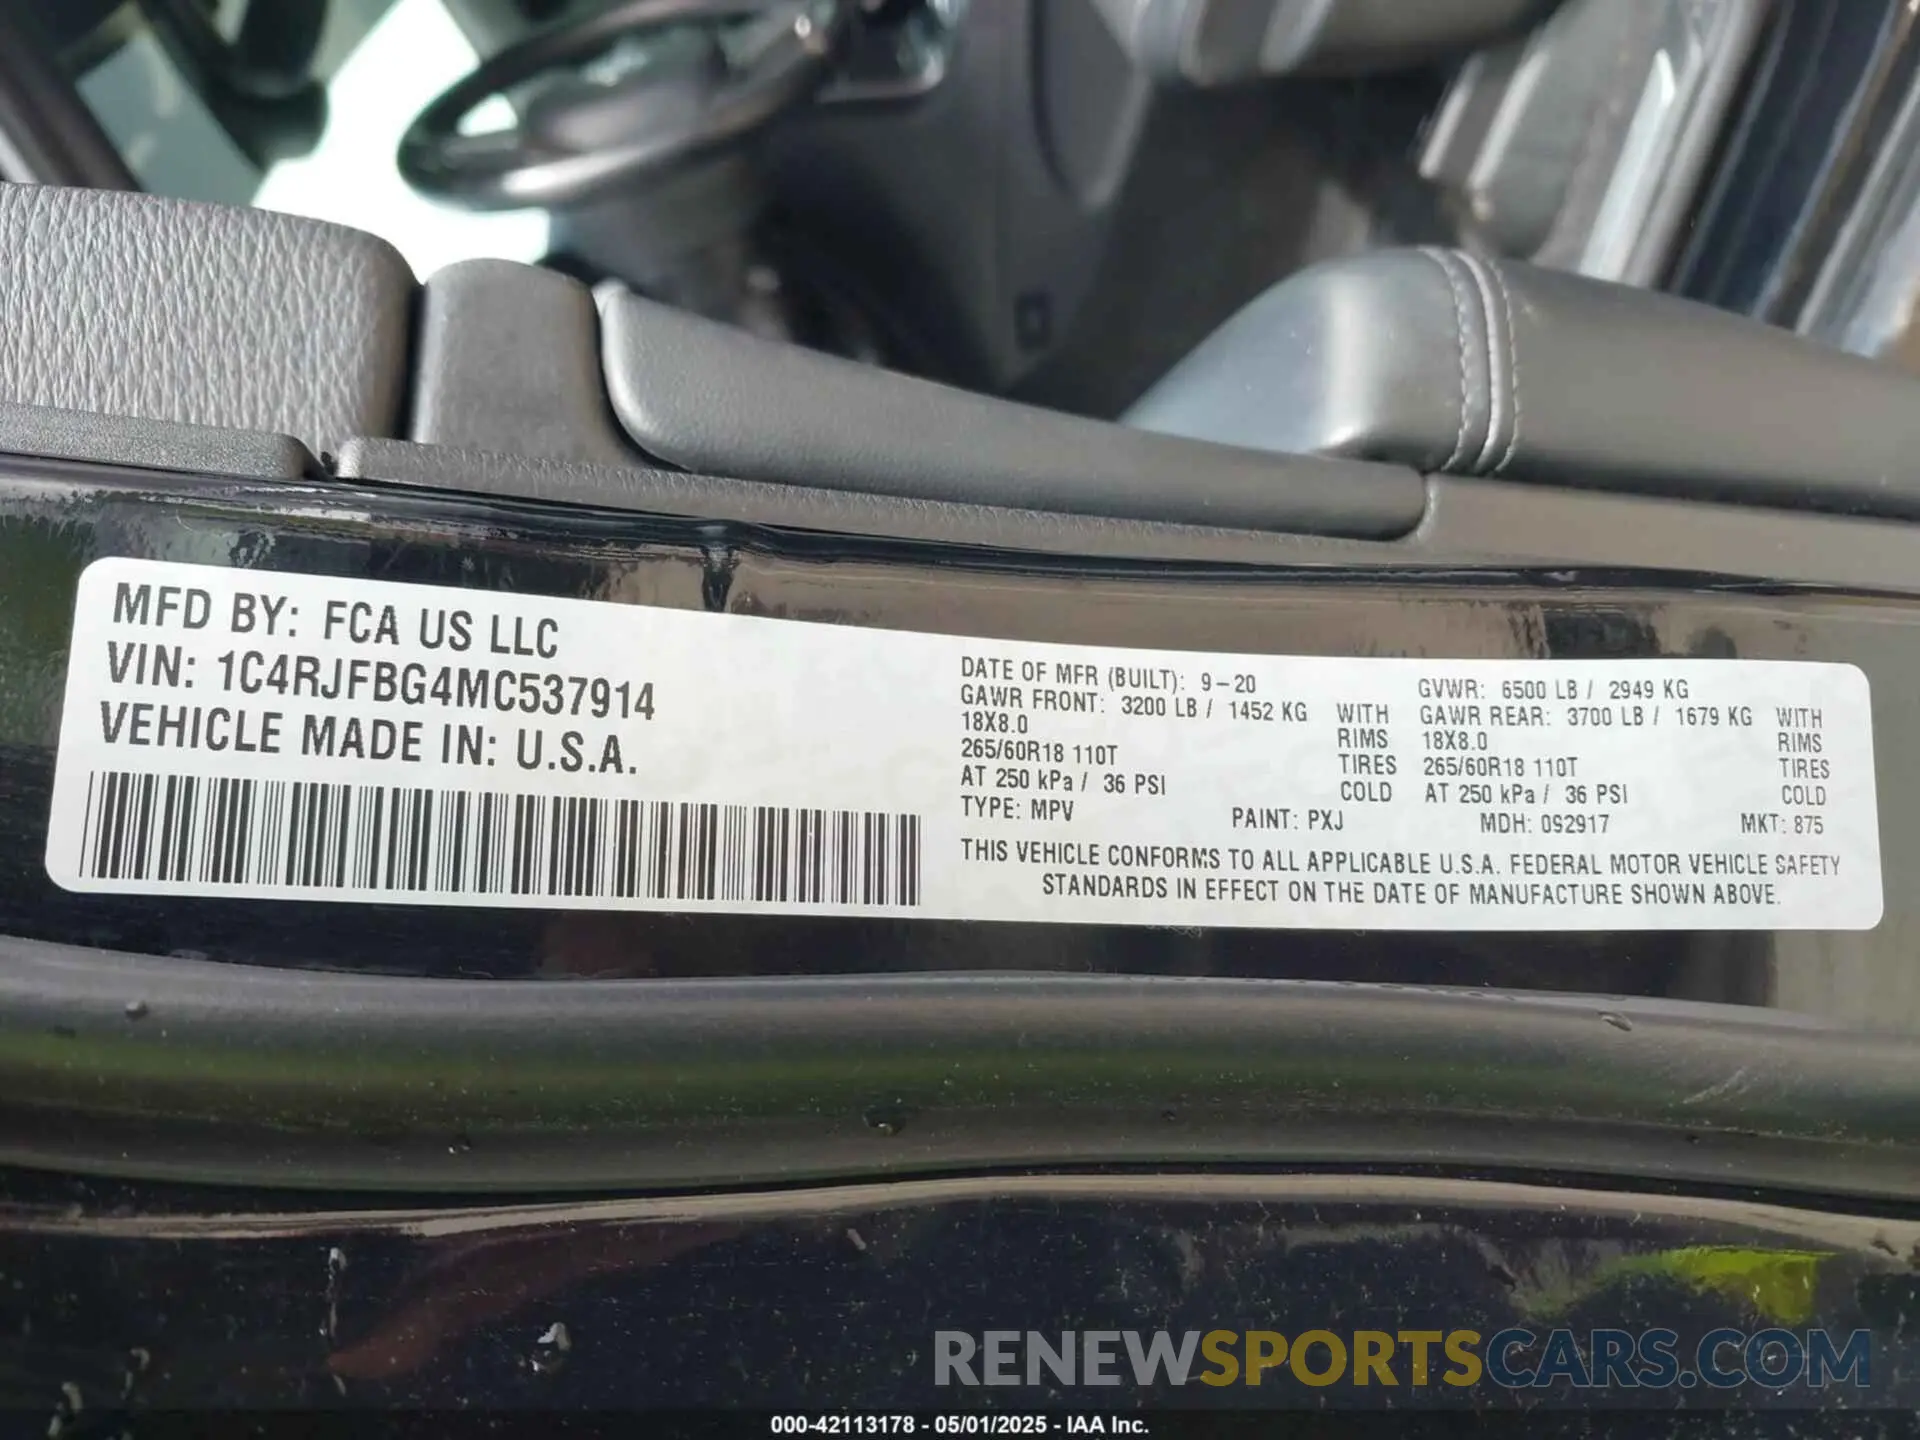 MFD BY: FCA US LLC
VIN: 1C4RJFBG4MC537914
VEHICLE MADE IN: U.S.A.
DATE OF MFR (BUILT): 9-20
GAWR FRONT: 3200 LB / 1452 KG WITH
18X8.0 RIMS
265/60R18 110T TIRES
AT 250 kPa / 36 PSI COLD
GVWR: 6500 LB / 2949 KG
GAWR REAR: 3700 LB / 1679 KG WITH
18X8.0 RIMS
265/60R18 110T TIRES
AT 250 kPa / 36 PSI COLD
TYPE: MPV PAINT: PXJ MDH: 092917 MKT: 875
THIS VEHICLE CONFORMS TO ALL APPLICABLE U.S.A. FEDERAL MOTOR VEHICLE SAFETY
STANDARDS IN EFFECT ON THE DATE OF MANUFACTURE SHOWN ABOVE.
RENEWSPORTSCARS.COM
000-42113178 - 05/01/2025 - IAA Inc.